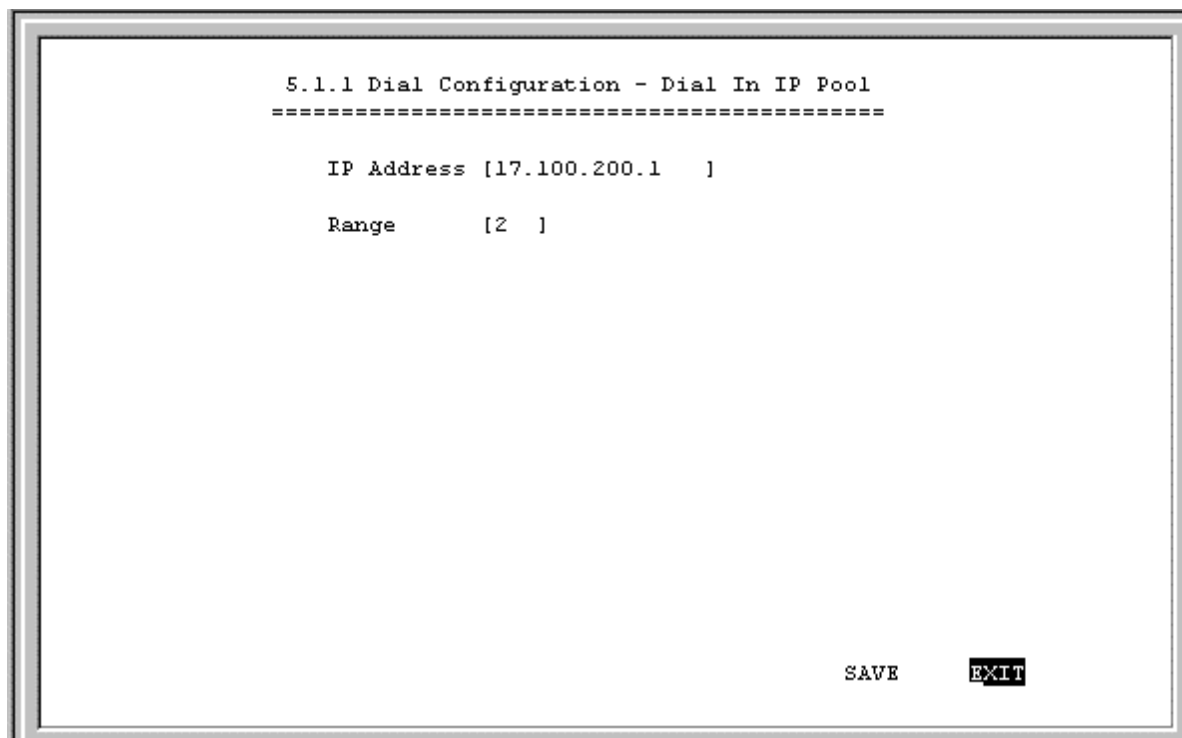 5.1.1 Dial Configuration - Dial In IP Pool
============================================
IP Address [17.100.200.1   ]
Range      [2  ]
SAVE     EXIT